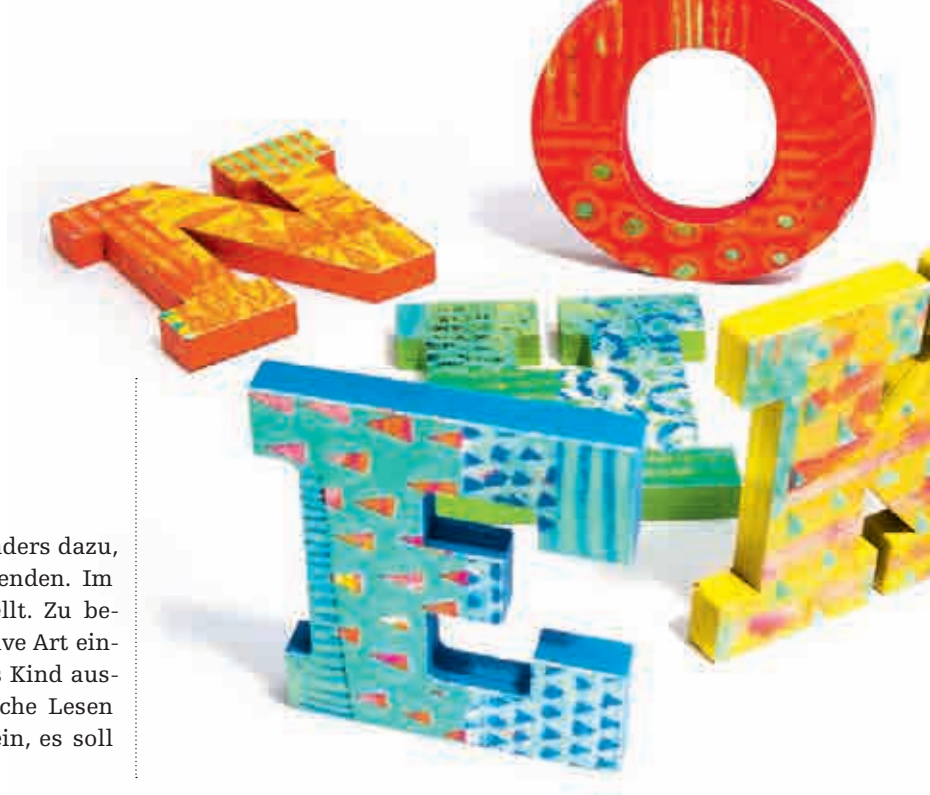 O
N
E
nders dazu,
enden. Im
llt. Zu be-
ve Art ein-
s Kind aus-
che Lesen
ein, es soll